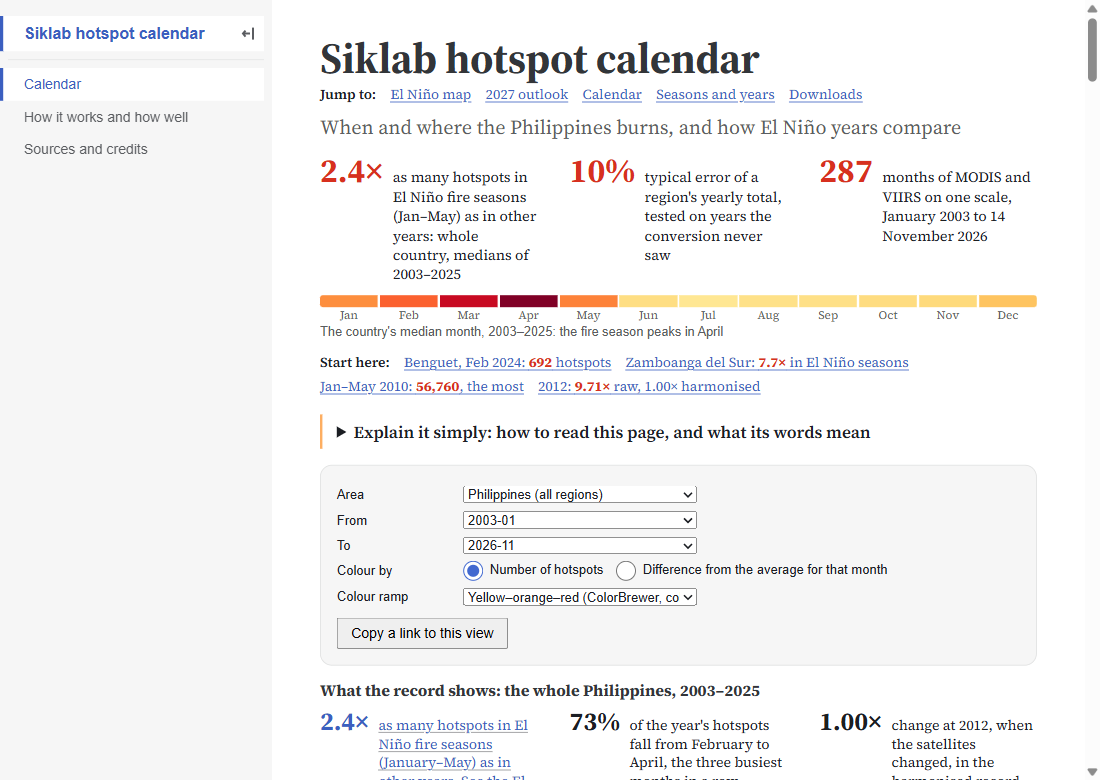 Siklab hotspot calendar
Calendar
How it works and how well
Sources and credits
Siklab hotspot calendar
Jump to: El Niño map 2027 outlook Calendar Seasons and years Downloads
When and where the Philippines burns, and how El Niño years compare
2.4× as many hotspots in
El Niño fire seasons
(Jan–May) as in other
years: whole
country, medians of
2003–2025
10% typical error of a
region's yearly total,
tested on years the
conversion never
saw
287 months of MODIS and
VIIRS on one scale,
January 2003 to 14
November 2026
Jan Feb Mar Apr May Jun Jul Aug Sep Oct Nov Dec
The country's median month, 2003–2025: the fire season peaks in April
Start here: Benguet, Feb 2024: 692 hotspots Zamboanga del Sur: 7.7× in El Niño seasons
Jan–May 2010: 56,760, the most 2012: 9.71× raw, 1.00× harmonised
Explain it simply: how to read this page, and what its words mean
Area Philippines (all regions)
From 2003-01
To 2026-11
Colour by Number of hotspots Difference from the average for that month
Colour ramp Yellow–orange–red (ColorBrewer, co
Copy a link to this view
What the record shows: the whole Philippines, 2003–2025
2.4× as many hotspots in El
Niño fire seasons
(January–May) as in
other years. See the El
73% of the year's hotspots
fall from February to
April, the three busiest
months in a row
1.00× change at 2012, when
the satellites
changed, in the
harmonised record